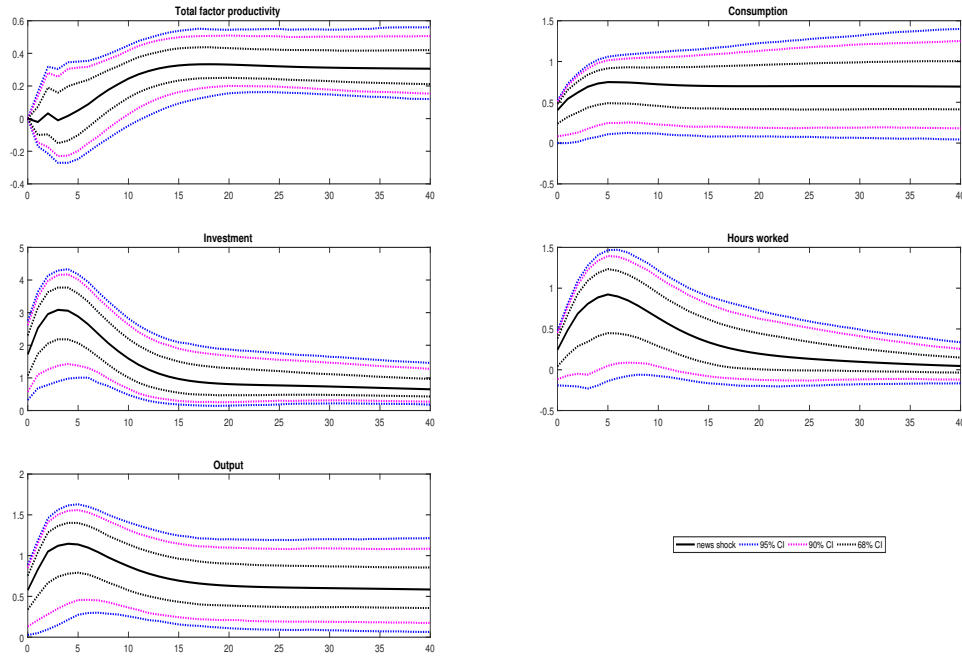 Total factor productivity
0.6
0.4
0.2
0
-0.2
-0.4
0 5 10 15 20 25 30 35 40
Consumption
1.5
1
0.5
0
-0.5
0 5 10 15 20 25 30 35 40
Investment
5
4
3
2
1
0
0 5 10 15 20 25 30 35 40
Hours worked
1.5
1
0.5
0
-0.5
0 5 10 15 20 25 30 35 40
Output
2
1.5
1
0.5
0
0 5 10 15 20 25 30 35 40
news shock 95% CI 90% CI 68% CI